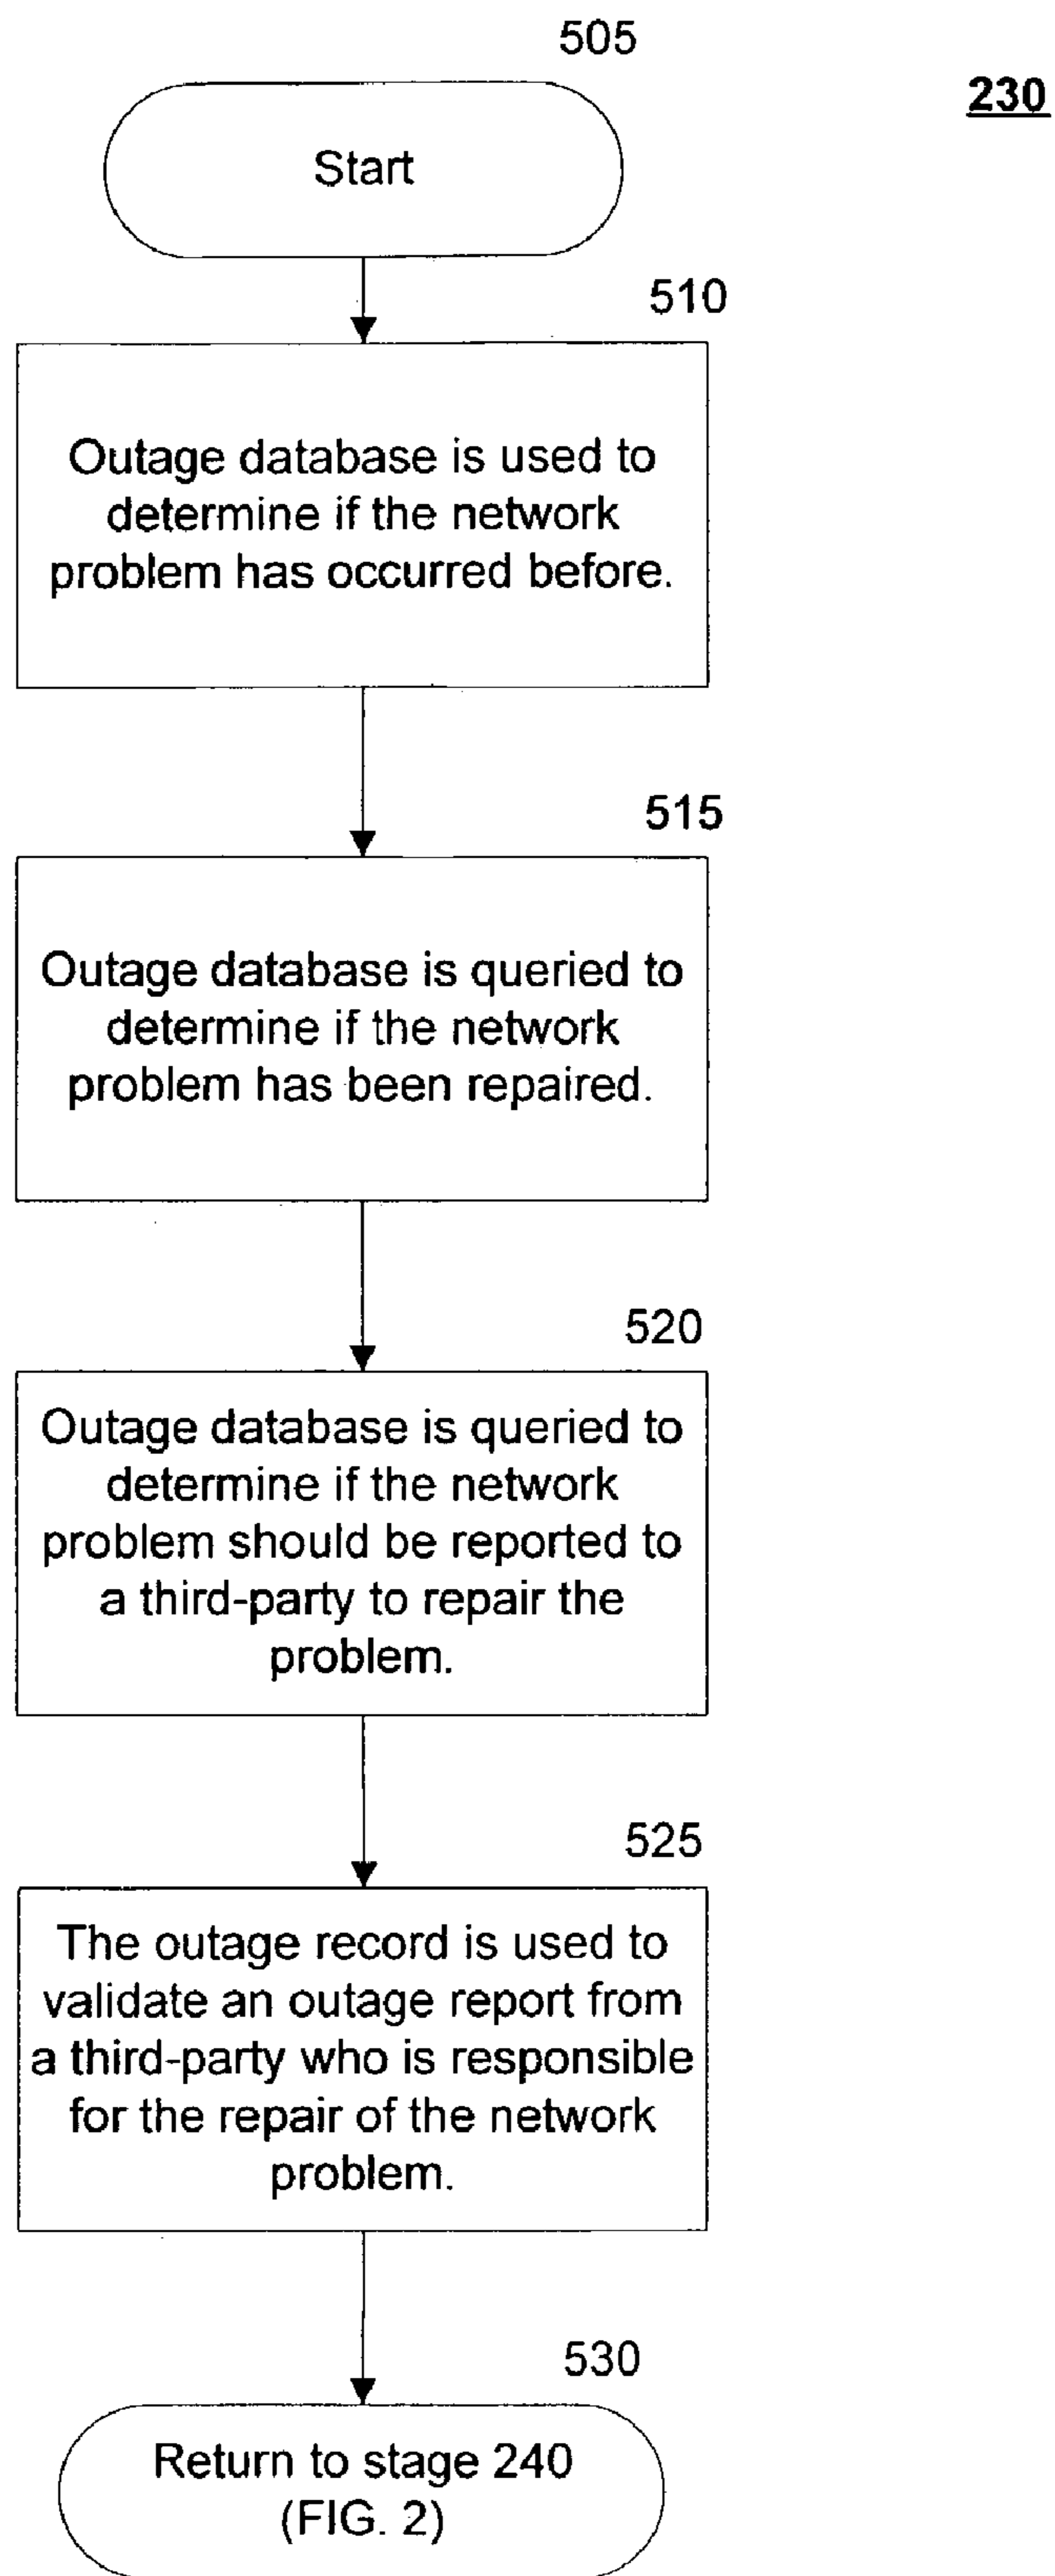 505
230
Start
510
Outage database is used to
determine if the network
problem has occurred before.
515
Outage database is queried to
determine if the network
problem has been repaired.
520
Outage database is queried to
determine if the network
problem should be reported to
a third-party to repair the
problem.
525
The outage record is used to
validate an outage report from
a third-party who is responsible
for the repair of the network
problem.
530
Return to stage 240
(FIG. 2)